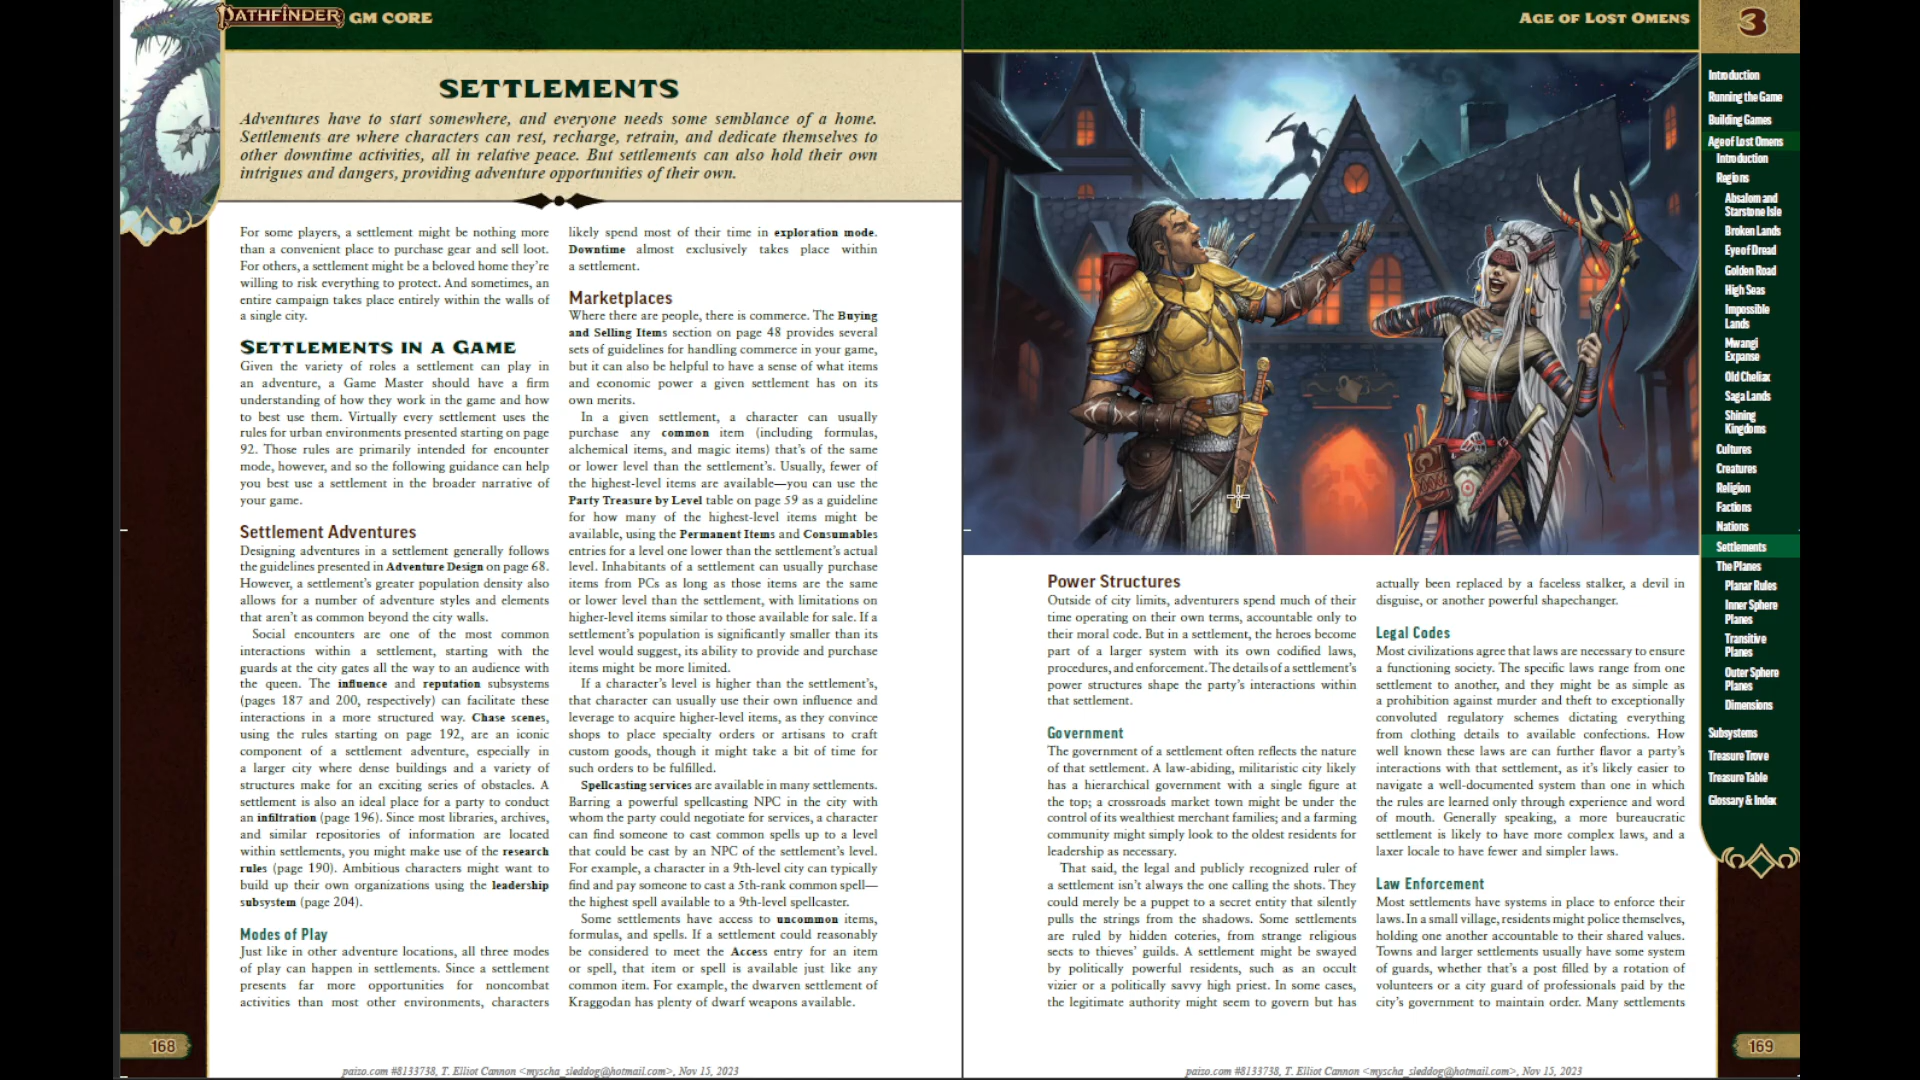 PATHFINDER GM CORE
SETTLEMENTS
Adventures have to start somewhere, and everyone needs some semblance of a home.
Settlements are where characters can rest, recharge, retrain, and dedicate themselves to
other downtime activities, all in relative peace. But settlements can also hold their own
intrigues and dangers, providing adventure opportunities of their own.
For some players, a settlement might be nothing more
than a convenient place to purchase gear and sell loot.
For others, a settlement might be a beloved home they're
willing to risk everything to protect. And sometimes, an
entire campaign takes place entirely within the walls of
a single city.
SETTLEMENTS IN A GAME
Given the variety of roles a settlement can play in
an adventure, a Game Master should have a firm
understanding of how they work in the game and how
to best use them. Virtually every settlement uses the
rules for urban environments presented starting on page
92. Those rules are primarily intended for encounter
mode, however, and so the following guidance can help
you best use a settlement in the broader narrative of
your game.
Settlement Adventures
Designing adventures in a settlement generally follows
the guidelines presented in Adventure Design on page 68.
However, a settlement's greater population density also
allows for a number of adventure styles and elements
that aren't as common beyond the city walls.
Social encounters are one of the most common
interactions within a settlement, starting with the
guards at the city gates all the way to an audience with
the queen. The influence and reputation subsystems
(pages 187 and 200, respectively) can facilitate these
interactions in a more structured way. Chase scenes,
using the rules starting on page 192, are an iconic
component of a settlement adventure, especially in
a larger city where dense buildings and a variety of
structures make for an exciting series of obstacles. A
settlement is also an ideal place for a party to conduct
an infiltration (page 196). Since most libraries, archives,
and similar repositories of information are located
within settlements, you might make use of the research
rules (page 190). Ambitious characters might want to
build up their own organizations using the leadership
subsystem (page 204).
Modes of Play
Just like in other adventure locations, all three modes
of play can happen in settlements. Since a settlement
presents far more opportunities for noncombat
activities than most other environments, characters
likely spend most of their time in exploration mode.
Downtime almost exclusively takes place within
a settlement.
Marketplaces
Where there are people, there is commerce. The Buying
and Selling Items section on page 48 provides several
sets of guidelines for handling commerce in your game,
but it can also be helpful to have a sense of what items
and economic power a given settlement has on its
own merits.
In a given settlement, a character can usually
purchase any common item (including formulas,
alchemical items, and magic items) that's of the same
or lower level than the settlement's. Usually, fewer of
the highest-level items are available—you can use the
Party Treasure by Level table on page 59 as a guideline
for how many of the highest-level items might be
available, using the Permanent Items and Consumables
entries for a level one lower than the settlement's actual
level. Inhabitants of a settlement can usually purchase
items from PCs as long as those items are the same
or lower level than the settlement, with limitations on
higher-level items similar to those available for sale. If a
settlement's population is significantly smaller than its
level would suggest, its ability to provide and purchase
items might be more limited.
If a character's level is higher than the settlement's,
that character can usually use their own influence and
leverage to acquire higher-level items, as they convince
shops to place specialty orders or artisans to craft
custom goods, though it might take a bit of time for
such orders to be fulfilled.
Spellcasting services are available in many settlements.
Barring a powerful spellcasting NPC in the city with
whom the party could negotiate for services, a character
can find someone to cast common spells up to a level
that could be cast by an NPC of the settlement's level.
For example, a character in a 9th-level city can typically
find and pay someone to cast a 5th-rank common spell—
the highest spell available to a 9th-level spellcaster.
Some settlements have access to uncommon items,
formulas, and spells. If a settlement could reasonably
be considered to meet the Access entry for an item
or spell, that item or spell is available just like any
common item. For example, the dwarven settlement of
Kraggodan has plenty of dwarf weapons available.
168
paizo.com #8133738, T. Elliot Cannon <myscha_sleddog@hotmail.com>, Nov 15, 2023
AGE OF LOST OMENS
3
Power Structures
Outside of city limits, adventurers spend much of their
time operating on their own terms, accountable only to
their moral code. But in a settlement, the heroes become
part of a larger system with its own codified laws,
procedures, and enforcement. The details of a settlement's
power structures shape the party's interactions within
that settlement.
Government
The government of a settlement often reflects the nature
of that settlement. A law-abiding, militaristic city likely
has a hierarchical government with a single figure at
the top; a crossroads market town might be under the
control of its wealthiest merchant families; and a farming
community might simply look to the oldest residents for
leadership as necessary.
That said, the legal and publicly recognized ruler of
a settlement isn't always the one calling the shots. They
could merely be a puppet to a secret entity that silently
pulls the strings from the shadows. Some settlements
are ruled by hidden coteries, from strange religious
sects to thieves' guilds. A settlement might be swayed
by politically powerful residents, such as an occult
vizier or a politically savvy high priest. In some cases,
the legitimate authority might seem to govern but has
actually been replaced by a faceless stalker, a devil in
disguise, or another powerful shapechanger.
Legal Codes
Most civilizations agree that laws are necessary to ensure
a functioning society. The specific laws range from one
settlement to another, and they might be as simple as
a prohibition against murder and theft to exceptionally
convoluted regulatory schemes dictating everything
from clothing details to available confections. How
well known these laws are can further flavor a party's
interactions with that settlement, as it's likely easier to
navigate a well-documented system than one in which
the rules are learned only through experience and word
of mouth. Generally speaking, a more bureaucratic
settlement is likely to have more complex laws, and a
laxer locale to have fewer and simpler laws.
Law Enforcement
Most settlements have systems in place to enforce their
laws. In a small village, residents might police themselves,
holding one another accountable to their shared values.
Towns and larger settlements usually have some system
of guards, whether that's a post filled by a rotation of
volunteers or a city guard of professionals paid by the
city's government to maintain order. Many settlements
Introduction
Running the Game
Building Games
Age of Lost Omens
Introduction
Regions
Absalom and
Starstone Isle
Broken Lands
Eye of Dread
Golden Road
High Seas
Impossible
Lands
Mwangi
Expanse
Old Cheliax
Saga Lands
Shining
Kingdoms
Cultures
Creatures
Religion
Factions
Nations
Settlements
The Planes
Planar Rules
Inner Sphere
Planes
Transitive
Planes
Outer Sphere
Planes
Dimensions
Subsystems
Treasure Trove
Treasure Table
Glossary & Index
169
paizo.com #8133738, T. Elliot Cannon <myscha_sleddog@hotmail.com>, Nov 15, 2023